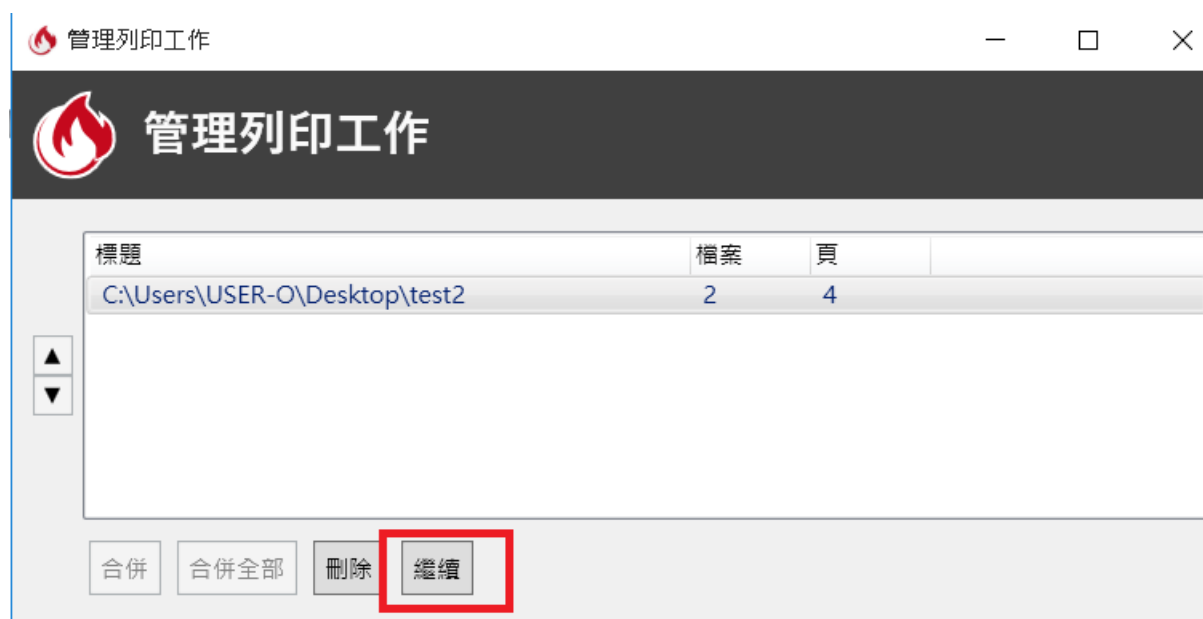 管理列印工作
管理列印工作
標題 檔案 頁
C:\Users\USER-O\Desktop\test2 2 4
合併 合併全部 刪除 繼續